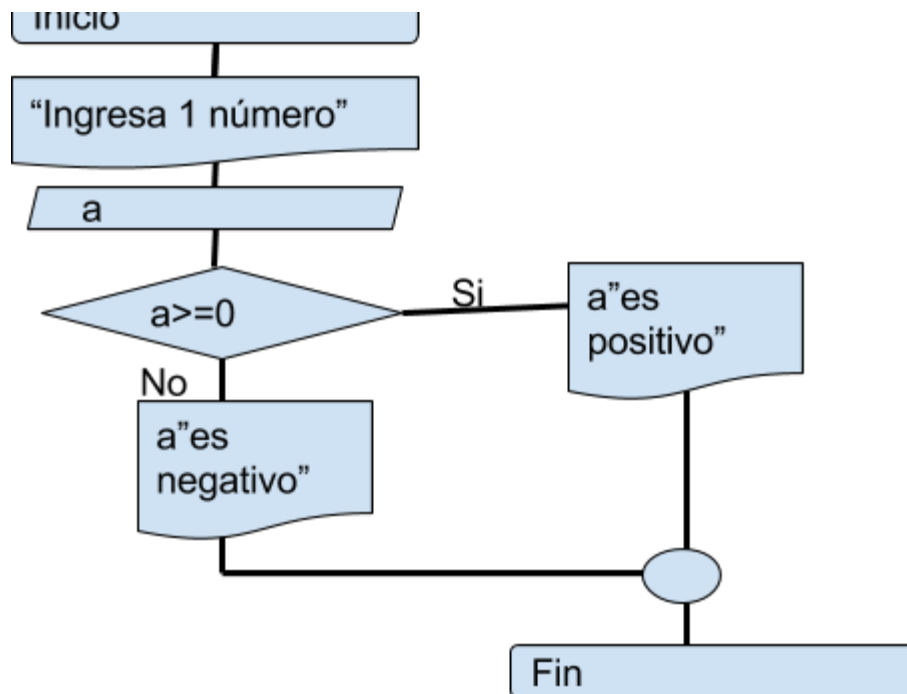 Inicio
“Ingresa 1 número”
a
a>=0
Si
a”es
positivo”
No
a”es
negativo”
Fin